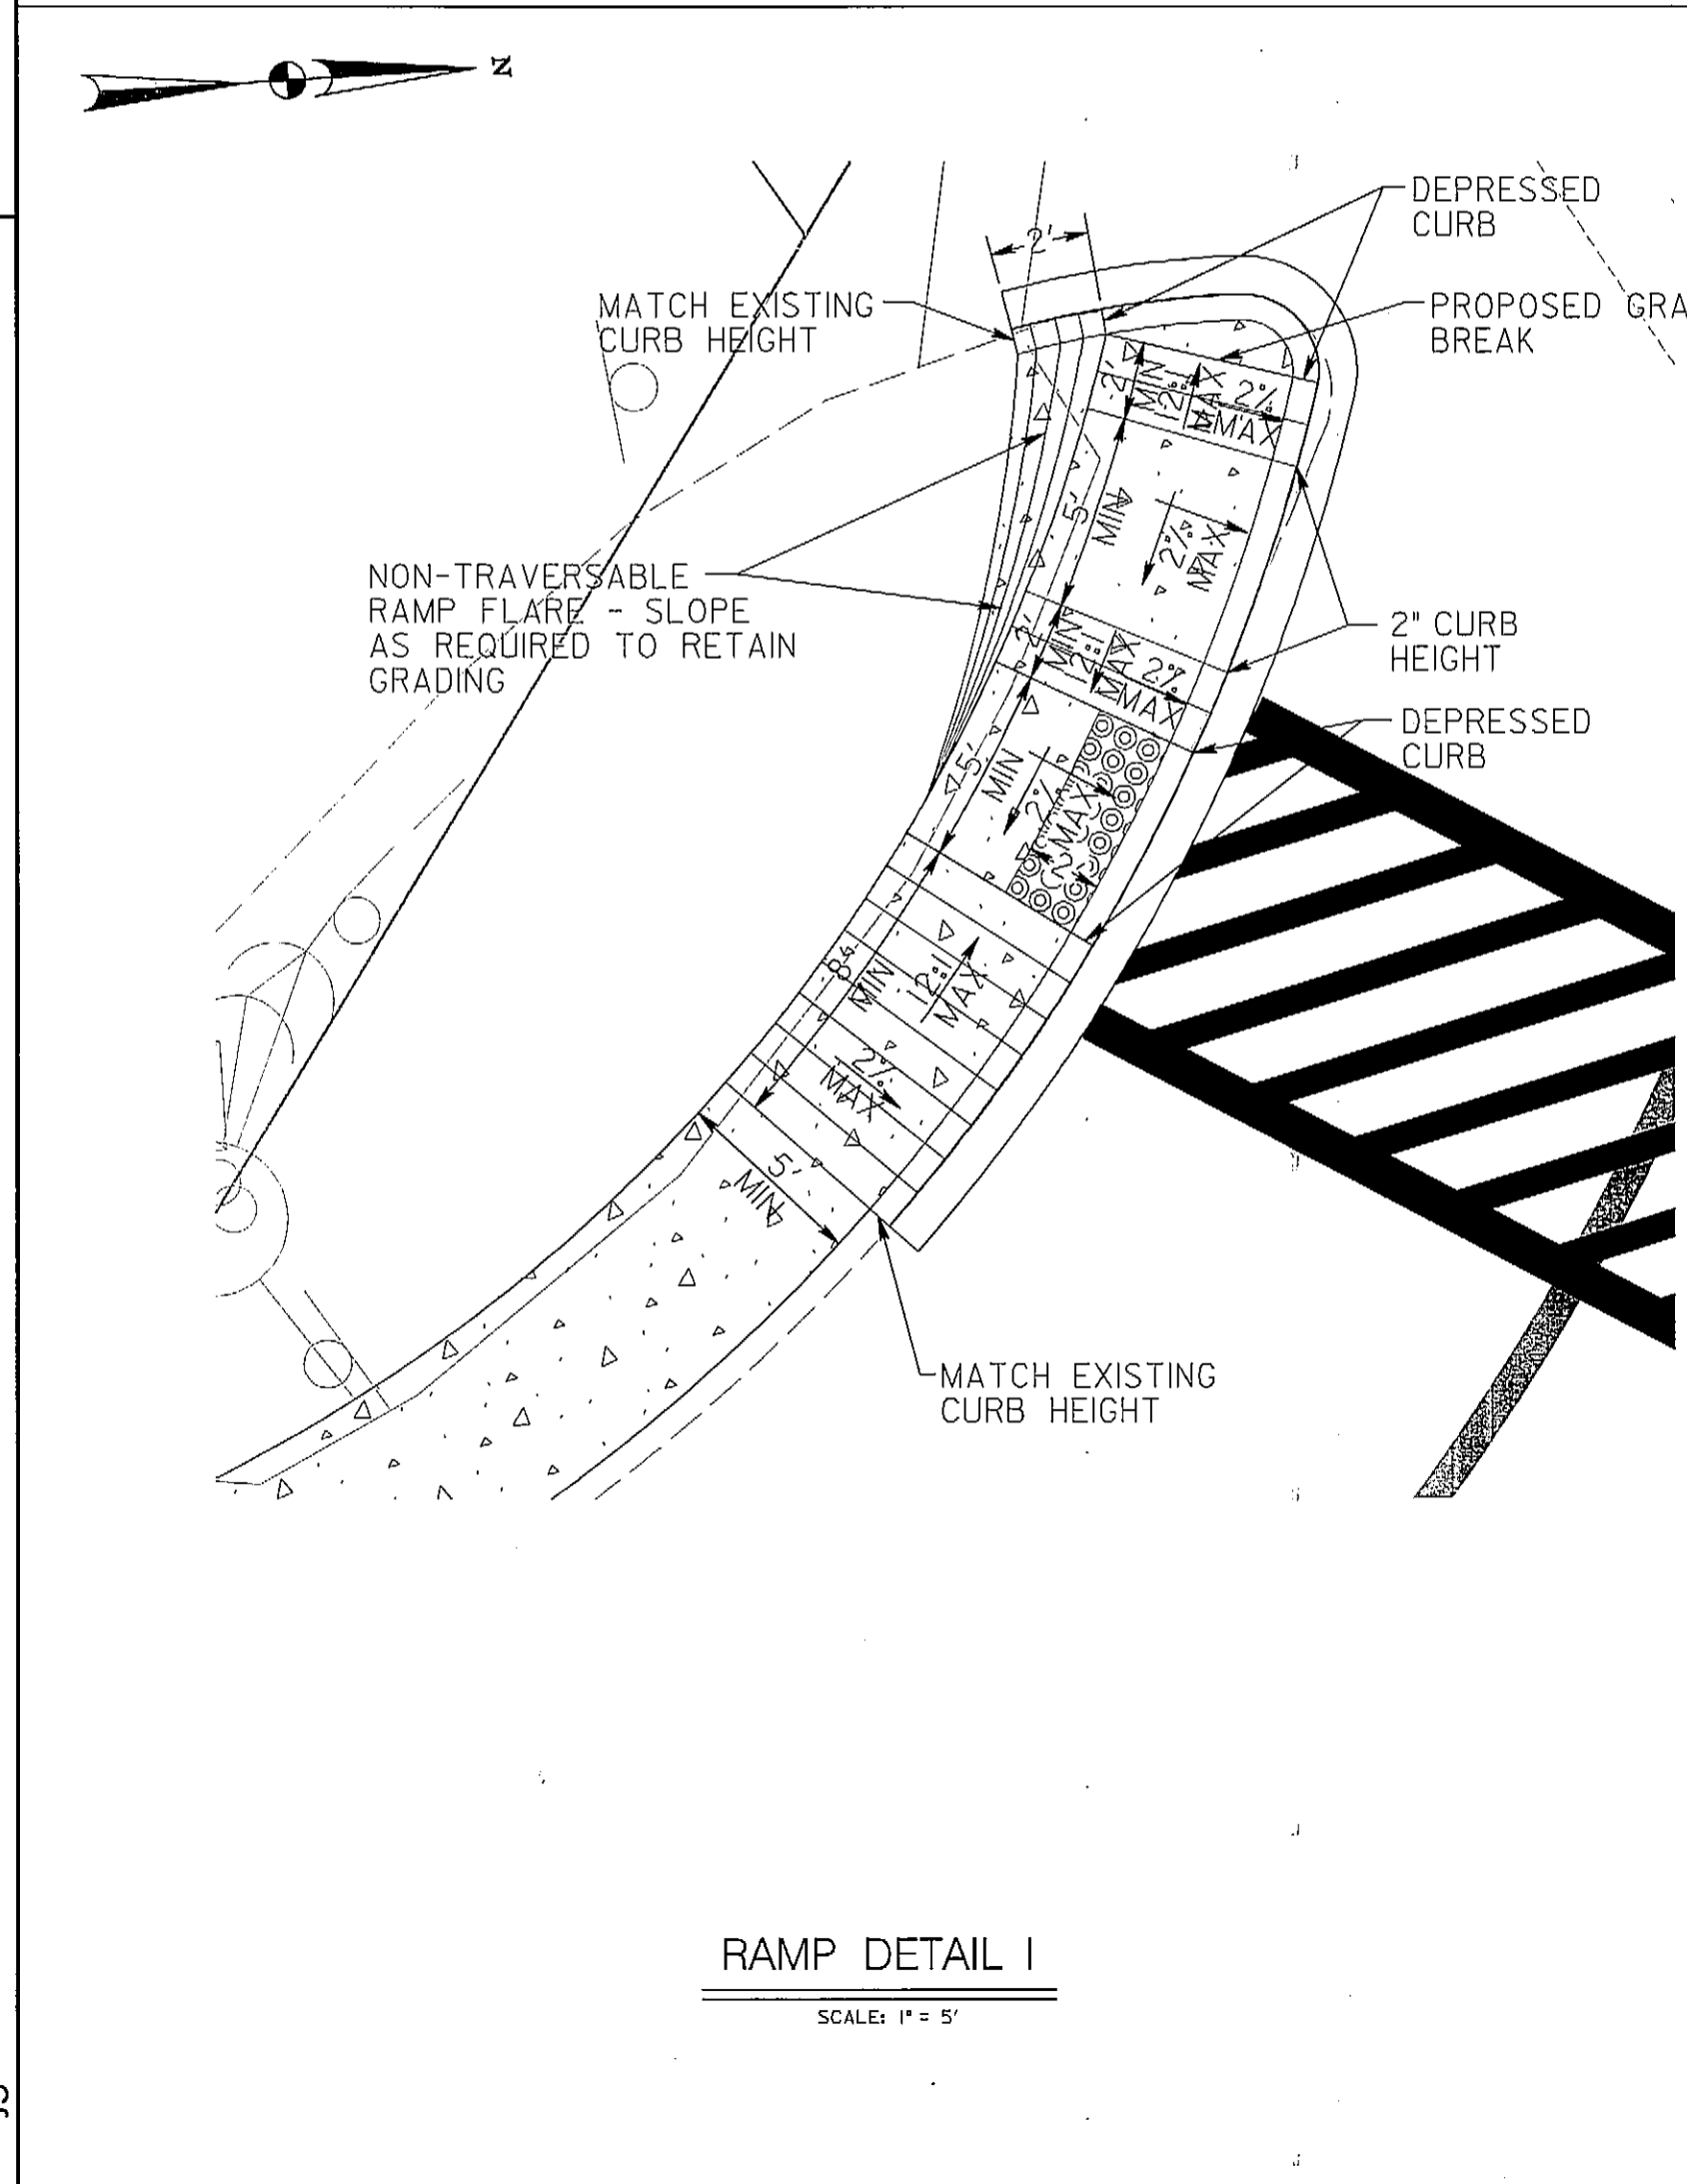 N
2'
DEPRESSED
CURB
MATCH EXISTING
CURB HEIGHT
PROPOSED GRA
BREAK
2'
MIN
12:1
MAX
2%
MAX
5'
MIN
2%
MAX
NON-TRAVERSABLE
RAMP FLARE - SLOPE
AS REQUIRED TO RETAIN
GRADING
2'
MIN
12:1
MAX
2%
MAX
2" CURB
HEIGHT
DEPRESSED
CURB
5'
MIN
2%
MAX
2'
8'
MIN
12:1
MAX
2%
MAX
5'
MIN
MATCH EXISTING
CURB HEIGHT
RAMP DETAIL 1
SCALE: 1" = 5'